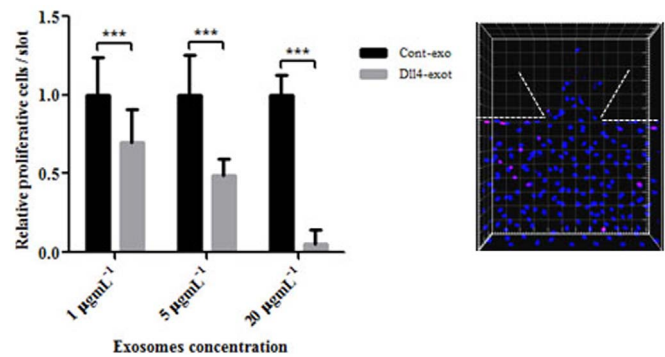 Relative proliferative cells / slot
1.5
1.0
0.5
0.0
***
***
***
Cont-exo
Dll4-exot
1 µgmL⁻¹
5 µgmL⁻¹
20 µgmL⁻¹
Exosomes concentration